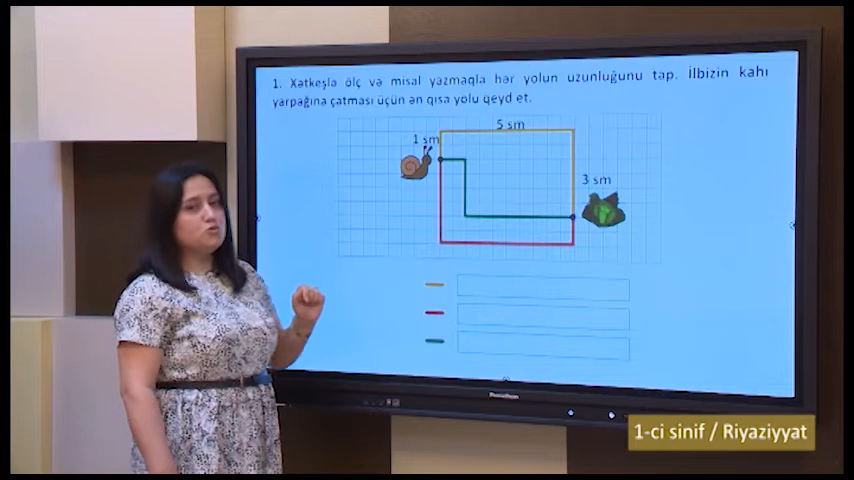 1. Xətkeşlə ölç və misal yazmaqla hər yolun uzunluğunu tap. İlbizin kahı
yarpağına çatması üçün ən qısa yolu qeyd et.
5 sm
1 sm
3 sm
1-ci sinif / Riyaziyyat